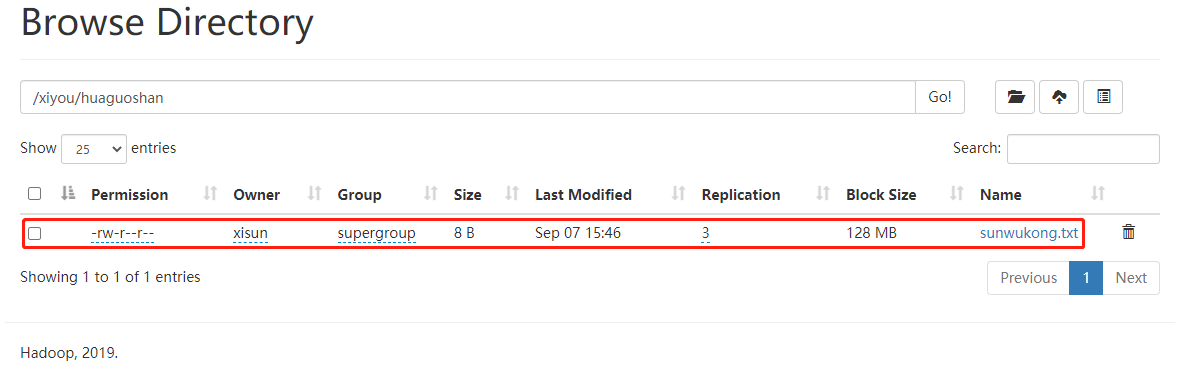 Browse Directory
/xiyou/huaguoshan Go!
Show 25 entries Search:
Permission Owner Group Size Last Modified Replication Block Size Name
-rw-r--r-- xisun supergroup 8 B Sep 07 15:46 3 128 MB sunwukong.txt
Showing 1 to 1 of 1 entries Previous 1 Next
Hadoop, 2019.